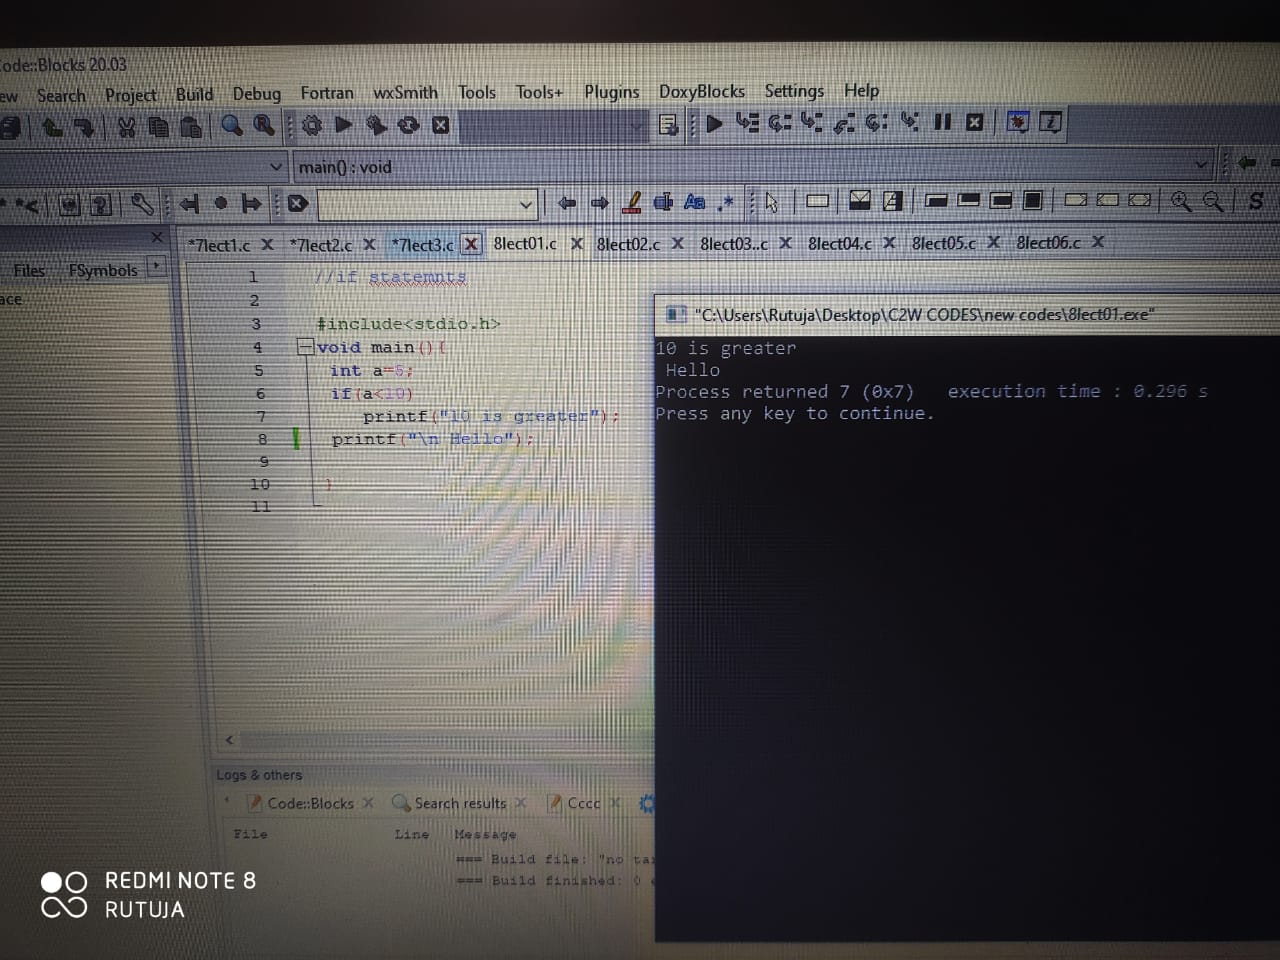 Code::Blocks 20.03
ew Search Project Build Debug Fortran wxSmith Tools Tools+ Plugins DoxyBlocks Settings Help
main() : void
*7lect1.c *7lect2.c *7lect3.c 8lect01.c 8lect02.c 8lect03..c 8lect04.c 8lect05.c 8lect06.c
Files FSymbols
ace
1 //if statemnts
2
3 #include<stdio.h>
4 void main(){
5 int a=5;
6 if(a<10)
7 printf("10 is greater");
8 printf("\n Hello");
9
10 }
11
"C:\Users\Rutuja\Desktop\C2W CODES\new codes\8lect01.exe"
10 is greater
Hello
Process returned 7 (0x7) execution time : 0.296 s
Press any key to continue.
Logs & others
Code::Blocks Search results Cccc
File Line Message
=== Build file: "no ta
=== Build finished: 0 e
REDMI NOTE 8
RUTUJA